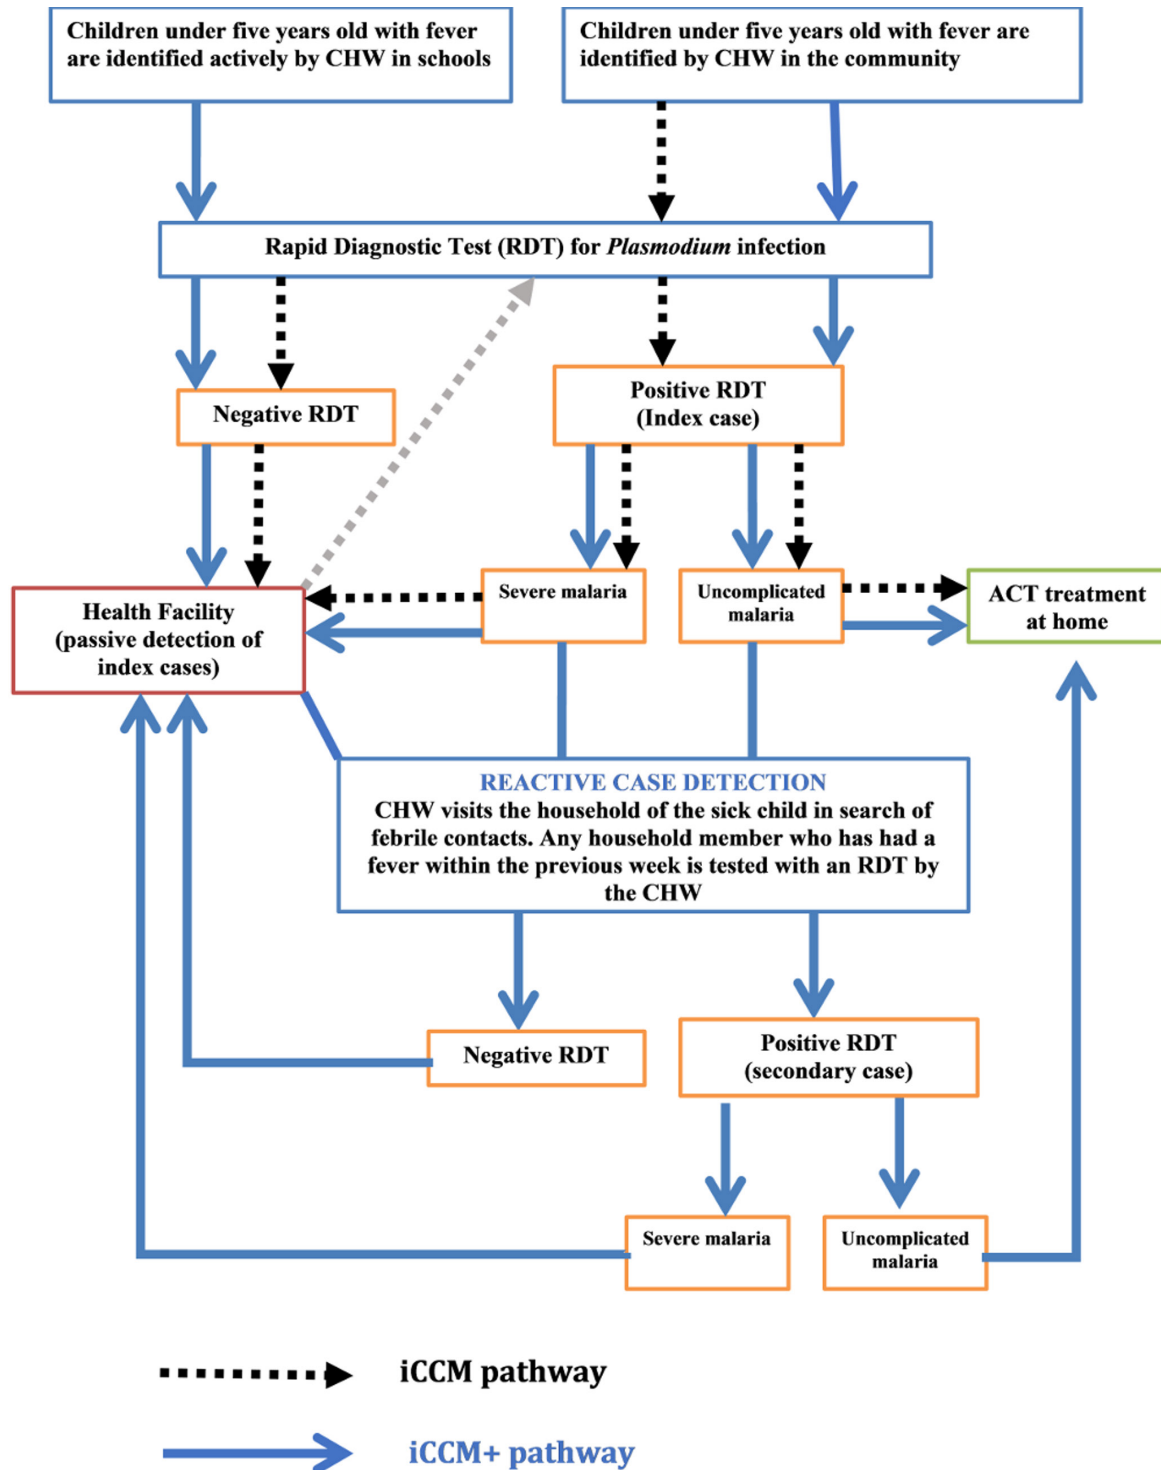 Children under five years old with fever
are identified actively by CHW in schools
Children under five years old with fever are
identified by CHW in the community
Rapid Diagnostic Test (RDT) for Plasmodium infection
Negative RDT
Positive RDT
(Index case)
Severe malaria
Uncomplicated
malaria
ACT treatment
at home
Health Facility
(passive detection of
index cases)
REACTIVE CASE DETECTION
CHW visits the household of the sick child in search of
febrile contacts. Any household member who has had a
fever within the previous week is tested with an RDT by
the CHW
Negative RDT
Positive RDT
(secondary case)
Severe malaria
Uncomplicated
malaria
iCCM pathway
iCCM+ pathway